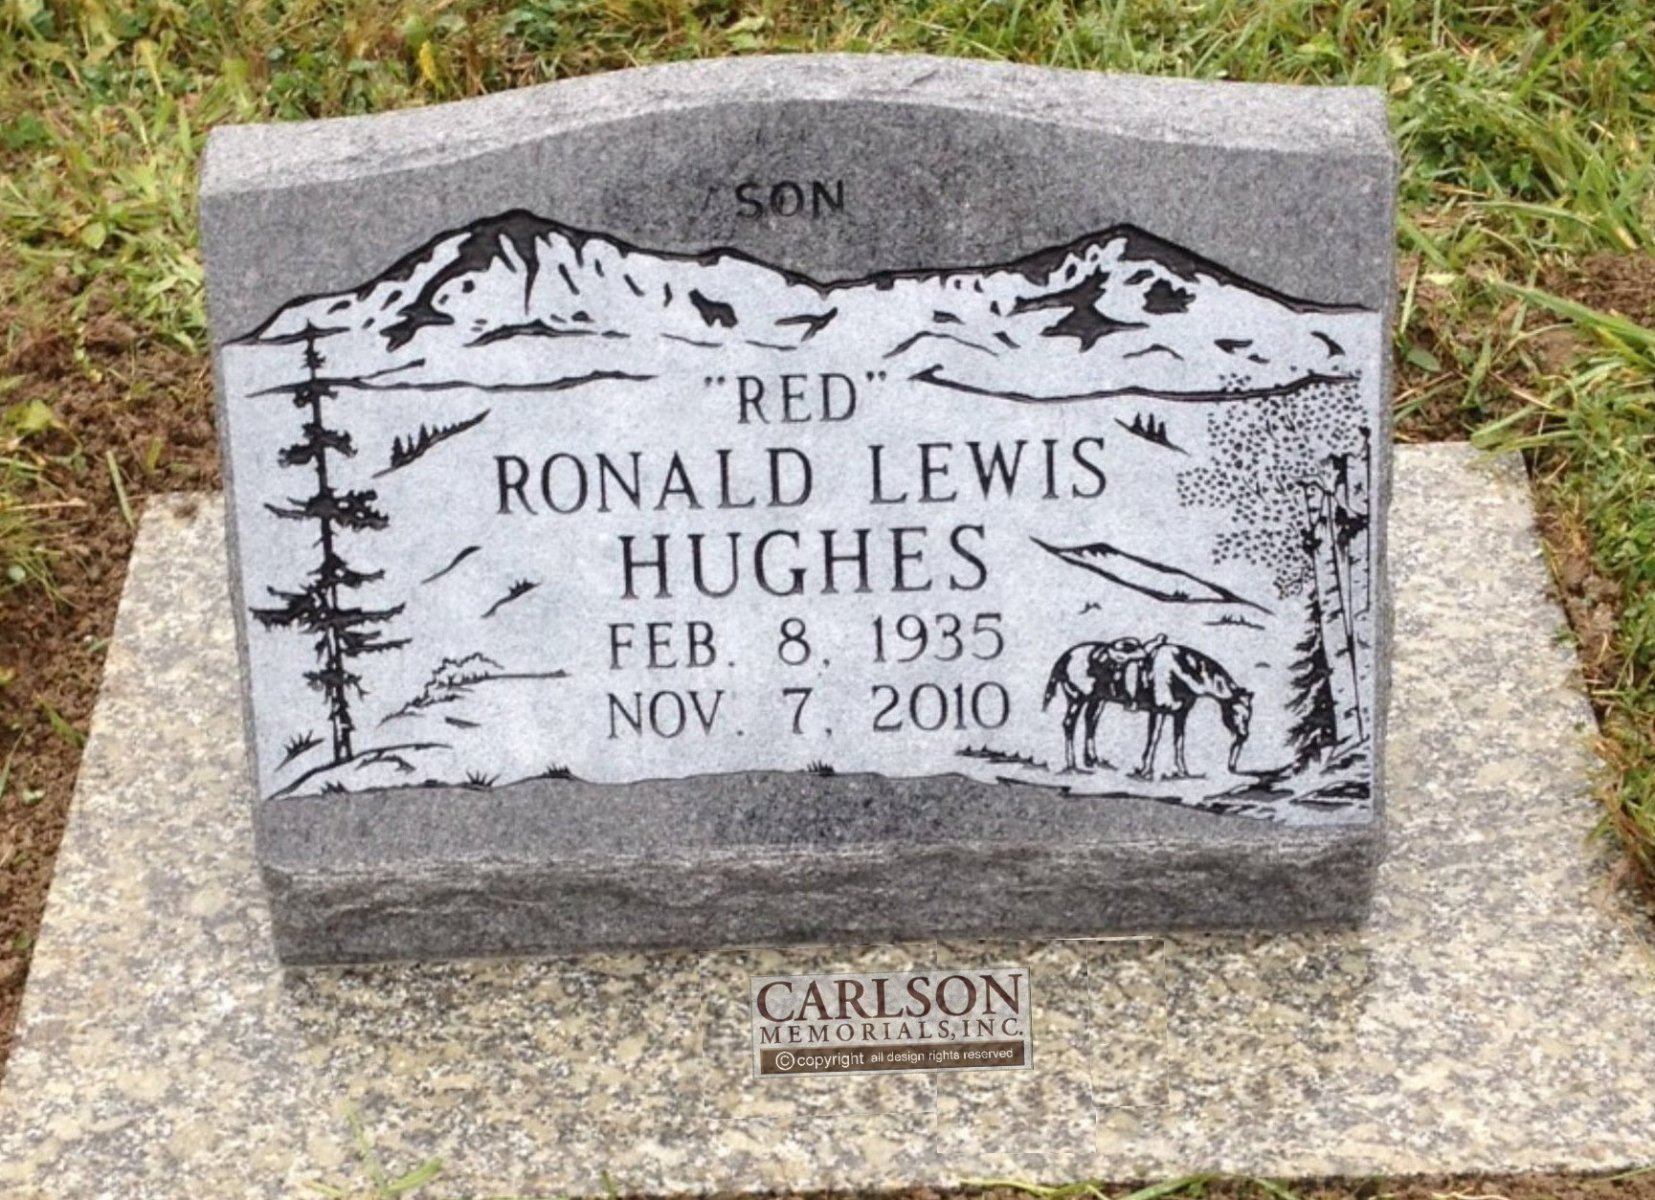 SON
"RED"
RONALD LEWIS
HUGHES
FEB. 8, 1935
NOV. 7, 2010
CARLSON
MEMORIALS, INC.
©copyright all design rights reserved